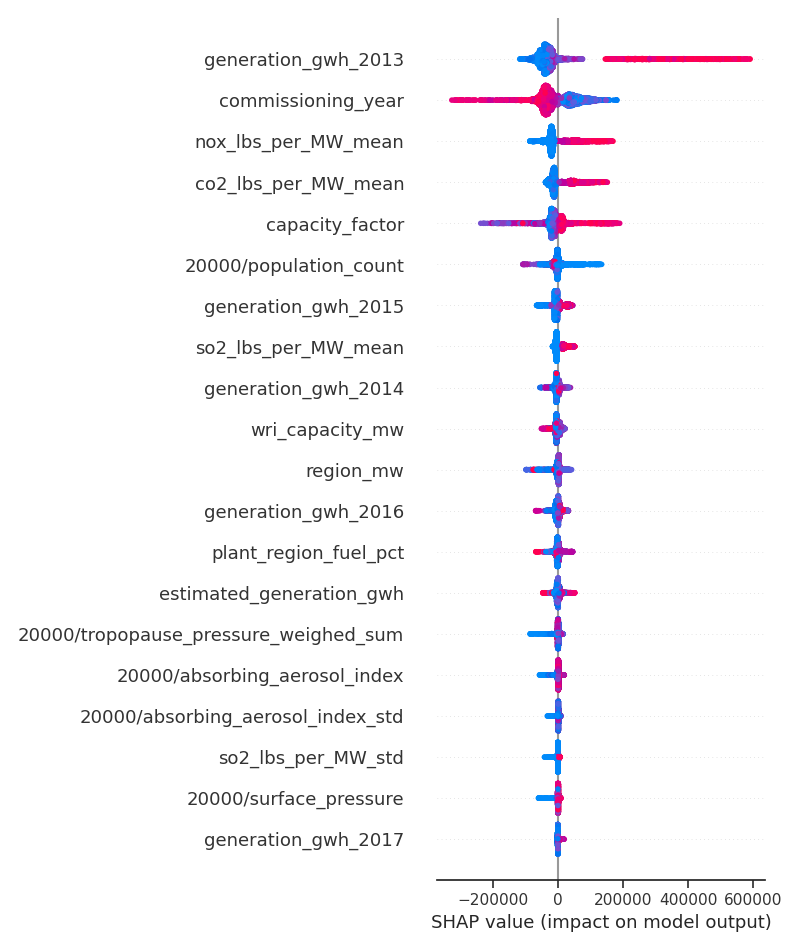 generation_gwh_2013
commissioning_year
nox_lbs_per_MW_mean
co2_lbs_per_MW_mean
capacity_factor
20000/population_count
generation_gwh_2015
so2_lbs_per_MW_mean
generation_gwh_2014
wri_capacity_mw
region_mw
generation_gwh_2016
plant_region_fuel_pct
estimated_generation_gwh
20000/tropopause_pressure_weighed_sum
20000/absorbing_aerosol_index
20000/absorbing_aerosol_index_std
so2_lbs_per_MW_std
20000/surface_pressure
generation_gwh_2017
−200000 0 200000 400000 600000
SHAP value (impact on model output)